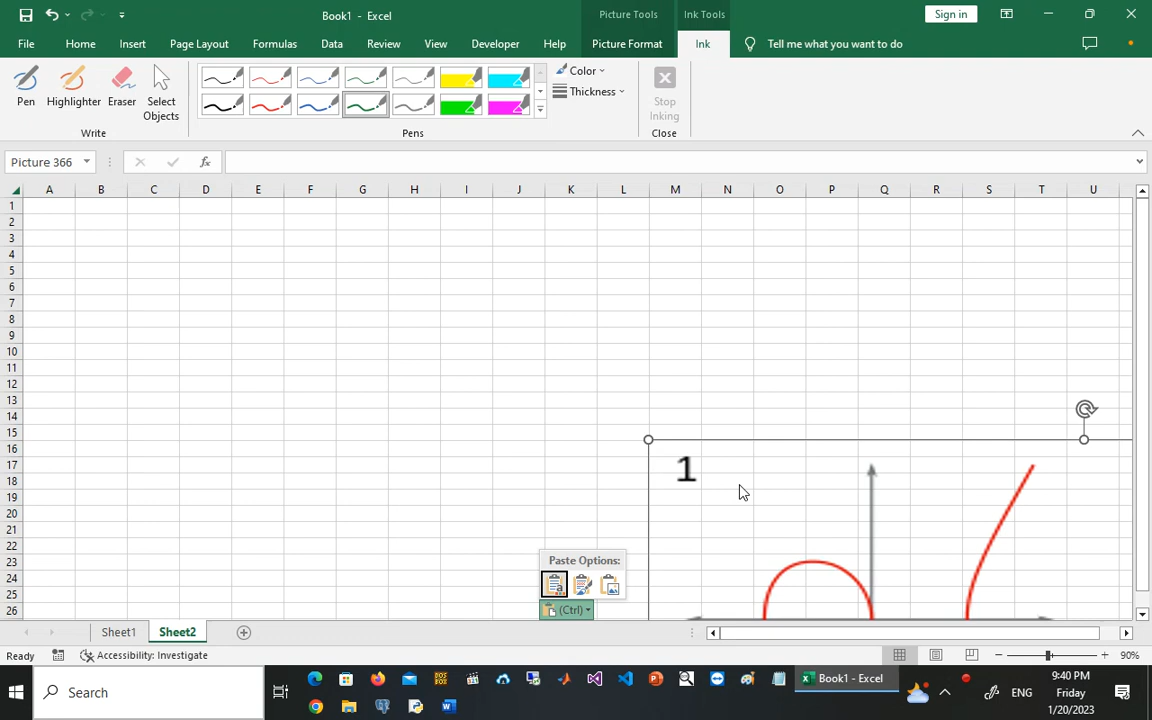 Book1 - Excel
Picture Tools
Ink Tools
Sign in
File
Home
Insert
Page Layout
Formulas
Data
Review
View
Developer
Help
Picture Format
Ink
Tell me what you want to do
Pen
Highlighter
Eraser
Select
Objects
Color
Thickness
Stop
Inking
Write
Pens
Close
Picture 366
fx
A B C D E F G H I J K L M N O P Q R S T U
1
2
3
4
5
6
7
8
9
10
11
12
13
14
15
16
17
18
19
20
21
22
23
24
25
26
1
Paste Options:
(Ctrl)
Sheet1
Sheet2
Ready
Accessibility: Investigate
90%
Search
Book1 - Excel
ENG
9:40 PM
Friday
1/20/2023